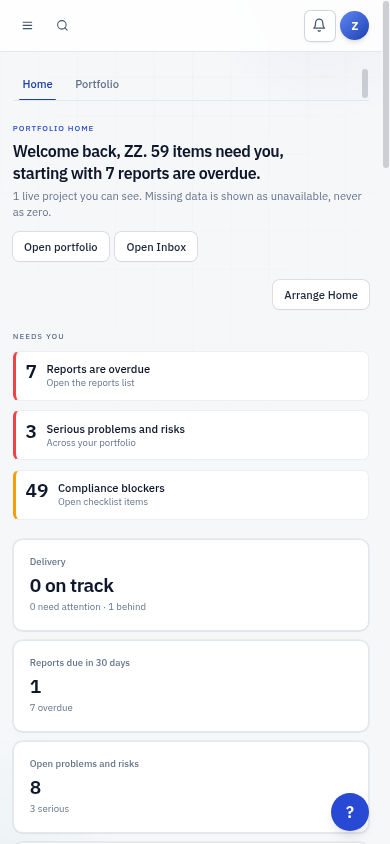 Z
Home
Portfolio
PORTFOLIO HOME
Welcome back, ZZ. 59 items need you,
starting with 7 reports are overdue.
1 live project you can see. Missing data is shown as unavailable, never
as zero.
Open portfolio
Open Inbox
Arrange Home
NEEDS YOU
7
Reports are overdue
Open the reports list
3
Serious problems and risks
Across your portfolio
49
Compliance blockers
Open checklist items
Delivery
0 on track
0 need attention · 1 behind
Reports due in 30 days
1
7 overdue
Open problems and risks
8
3 serious
?